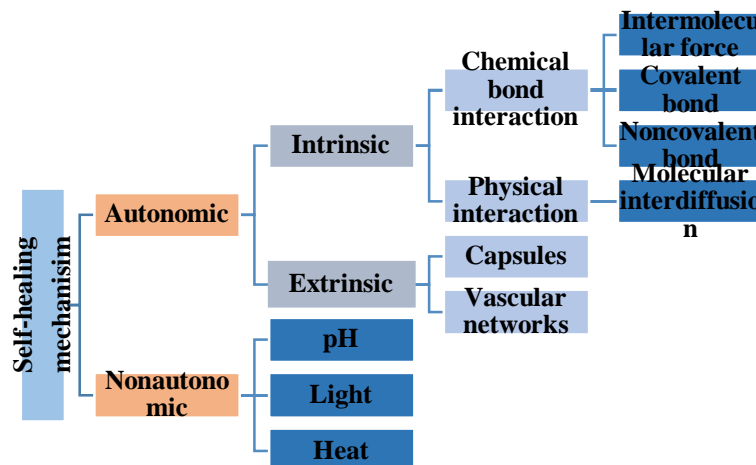 Self-healing
mechanisim
Autonomic
Nonautono
mic
Intrinsic
Extrinsic
pH
Light
Heat
Chemical
bond
interaction
Physical
interaction
Capsules
Vascular
networks
Intermolecu
lar force
Covalent
bond
Noncovalent
bond
Molecular
interdiffusio
n